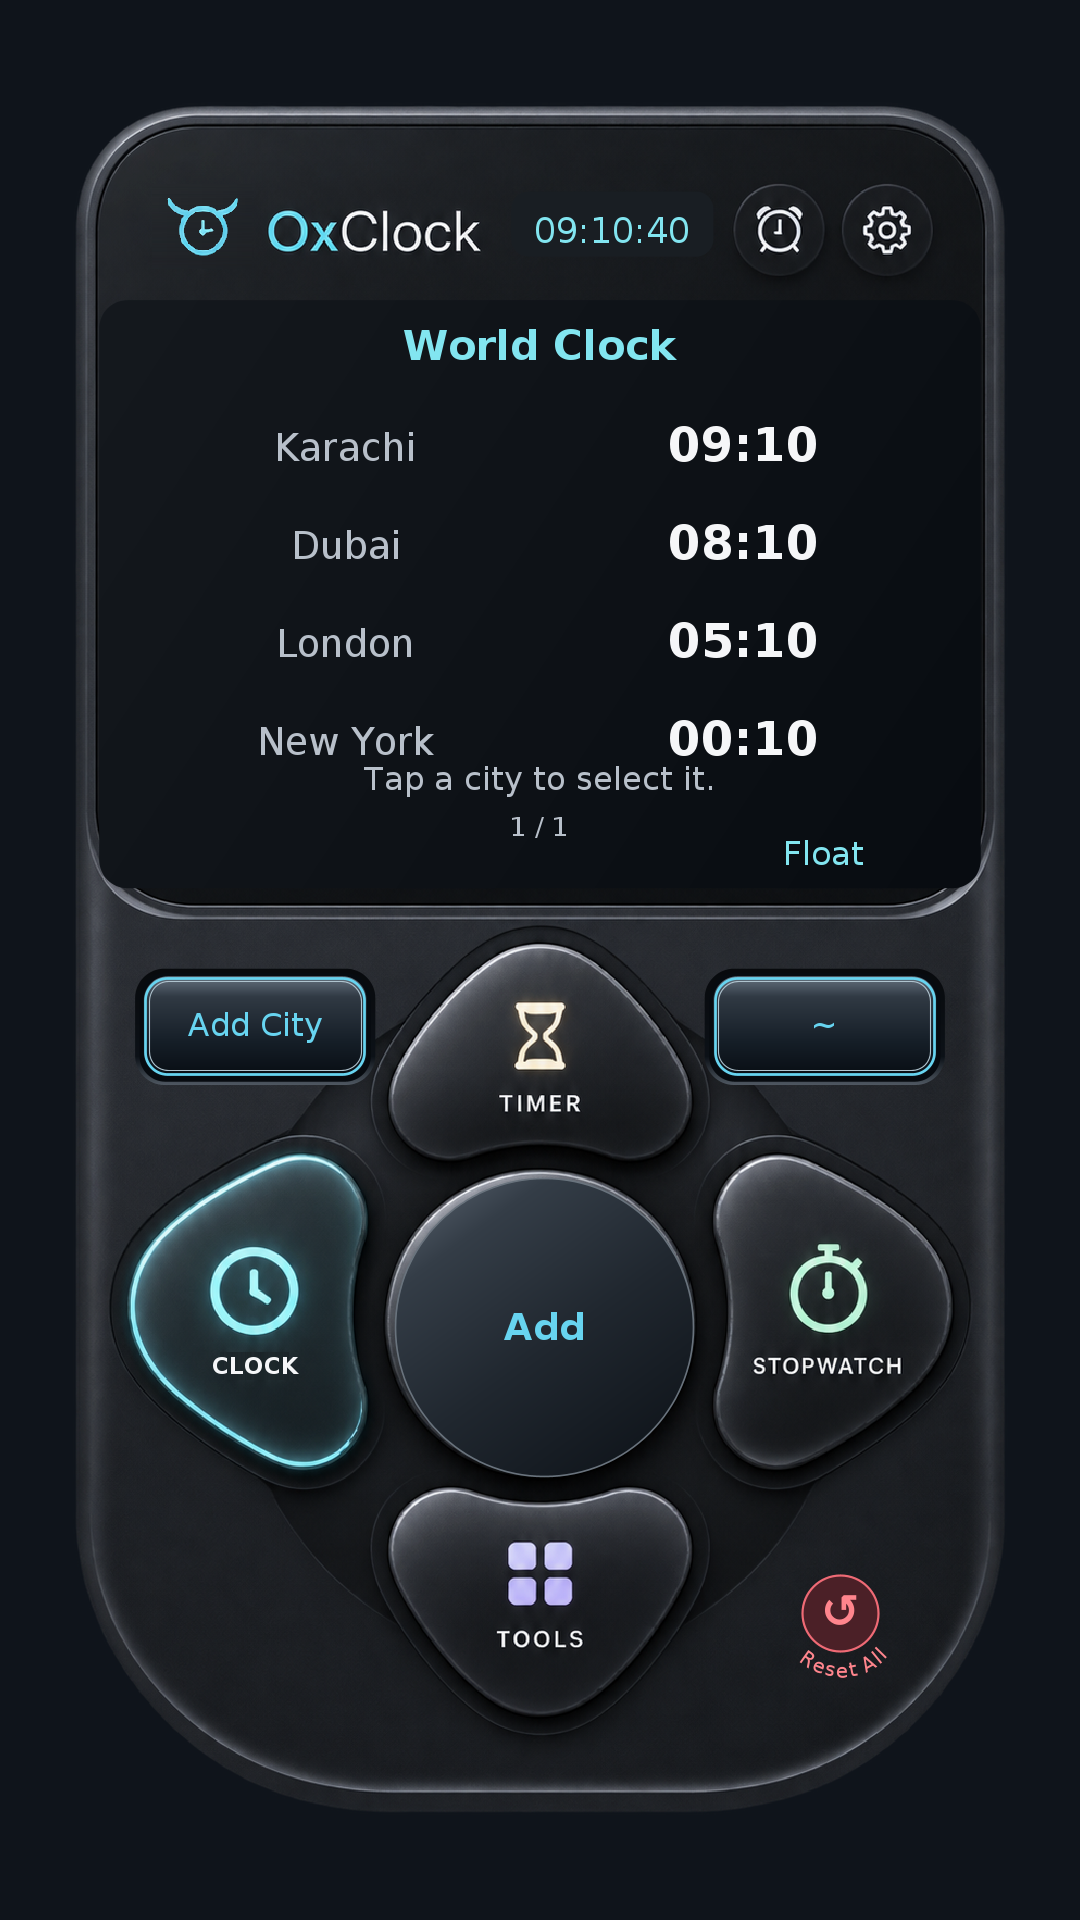 OxClock 09:10:40
World Clock
Karachi 09:10
Dubai 08:10
London 05:10
New York 00:10
Tap a city to select it.
1 / 1
Float
Add City
~
TIMER
CLOCK
Add
STOPWATCH
TOOLS
Reset All